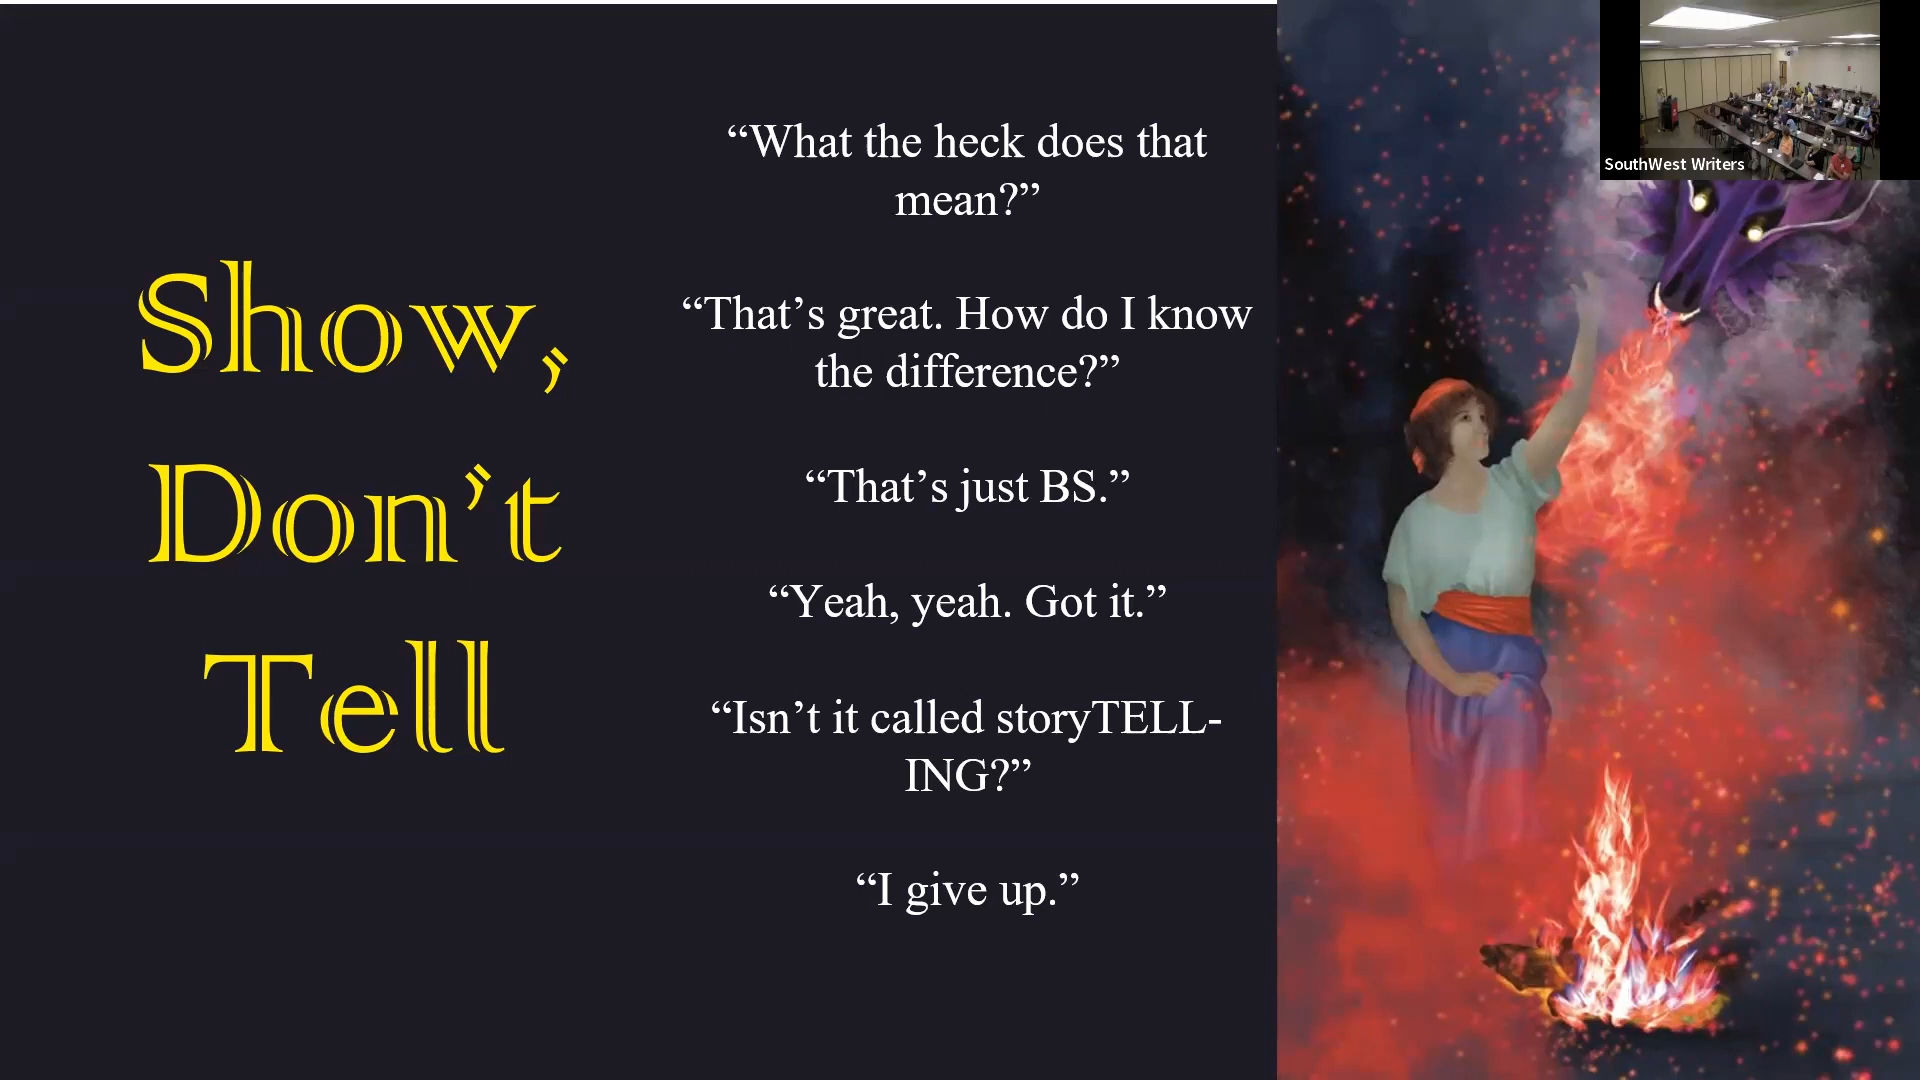 Show,
Don’t
Tell
“What the heck does that
mean?”
“That’s great. How do I know
the difference?”
“That’s just BS.”
“Yeah, yeah. Got it.”
“Isn’t it called storyTELL-
ING?”
“I give up.”
SouthWest Writers